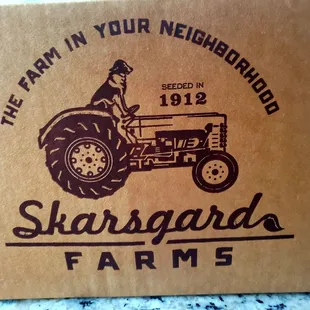 THE FARM IN YOUR NEIGHBORHOOD
SEEDED IN
1912
Skarsgard
FARMS